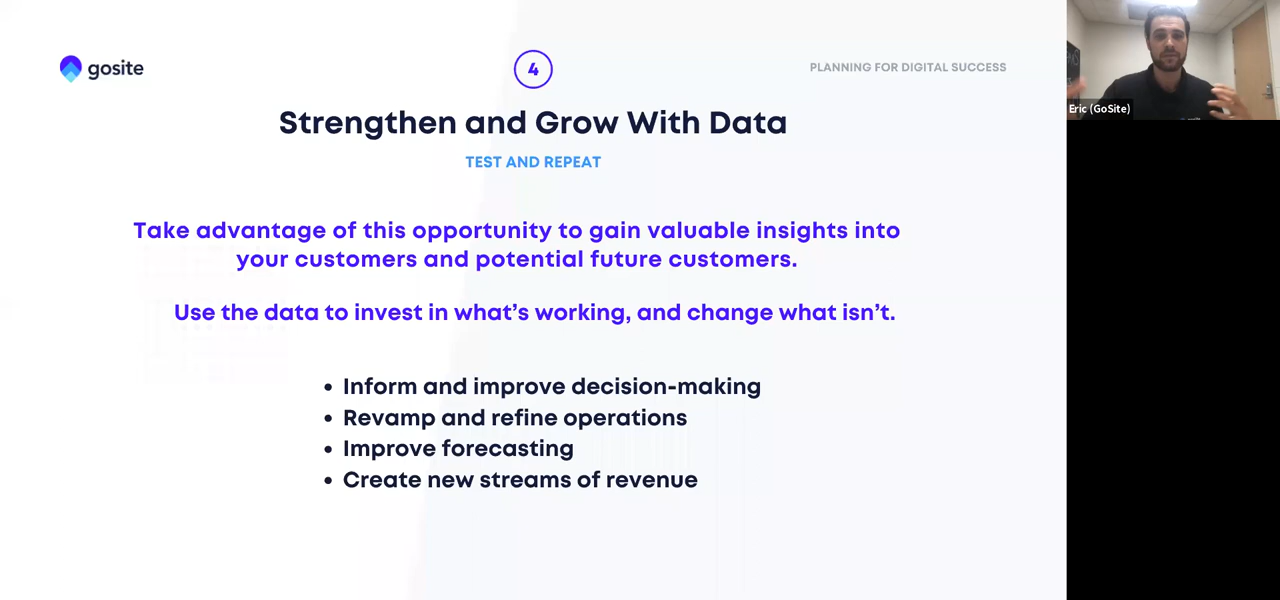 gosite
4
PLANNING FOR DIGITAL SUCCESS
Eric (GoSite)
Strengthen and Grow With Data
TEST AND REPEAT
Take advantage of this opportunity to gain valuable insights into
your customers and potential future customers.
Use the data to invest in what’s working, and change what isn’t.
• Inform and improve decision-making
• Revamp and refine operations
• Improve forecasting
• Create new streams of revenue